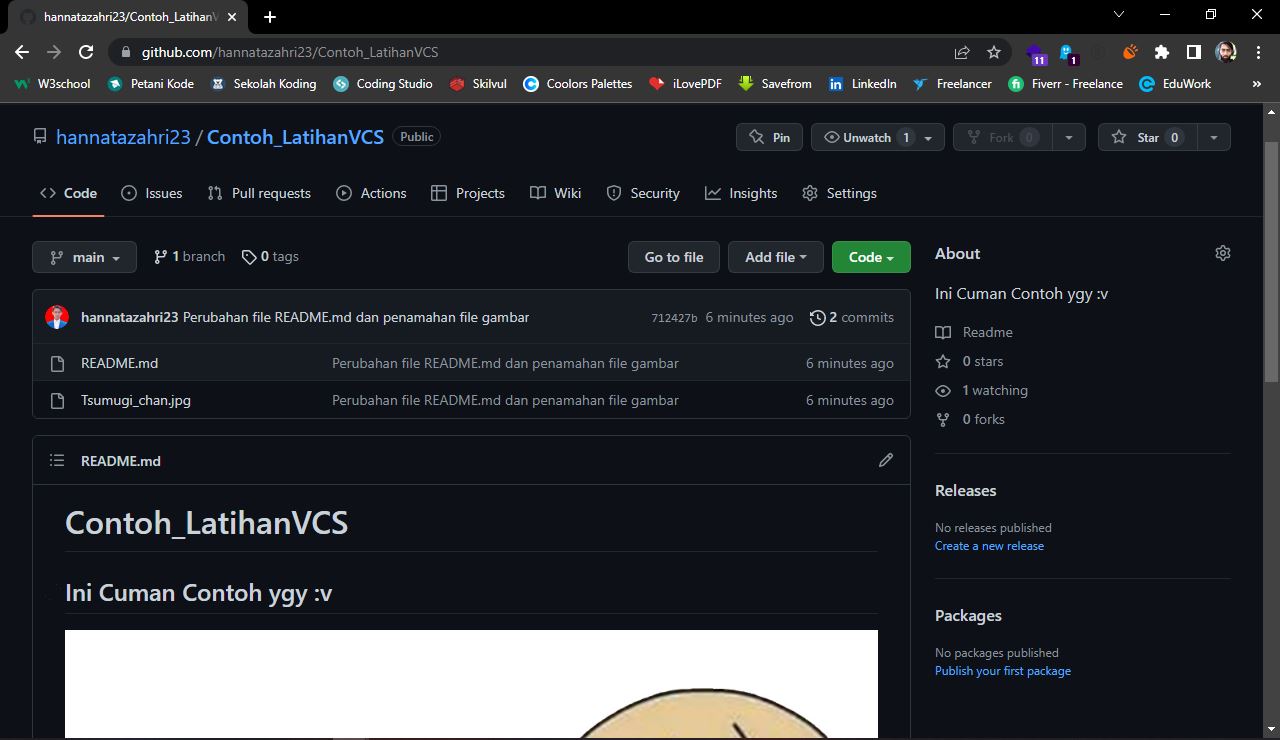 hannatazahri23/Contoh_LatihanV
github.com/hannatazahri23/Contoh_LatihanVCS
11 1
W3school Petani Kode Sekolah Koding Coding Studio Skilvul Coolors Palettes iLovePDF Savefrom LinkedIn Freelancer Fiverr - Freelance EduWork »
hannatazahri23 / Contoh_LatihanVCS Public Pin Unwatch 1 Fork 0 Star 0
Code Issues Pull requests Actions Projects Wiki Security Insights Settings
main 1 branch 0 tags Go to file Add file Code
hannatazahri23 Perubahan file README.md dan penamahan file gambar 712427b 6 minutes ago 2 commits
README.md Perubahan file README.md dan penamahan file gambar 6 minutes ago
Tsumugi_chan.jpg Perubahan file README.md dan penamahan file gambar 6 minutes ago
README.md
Contoh_LatihanVCS
Ini Cuman Contoh ygy :v
About
Ini Cuman Contoh ygy :v
Readme
0 stars
1 watching
0 forks
Releases
No releases published
Create a new release
Packages
No packages published
Publish your first package